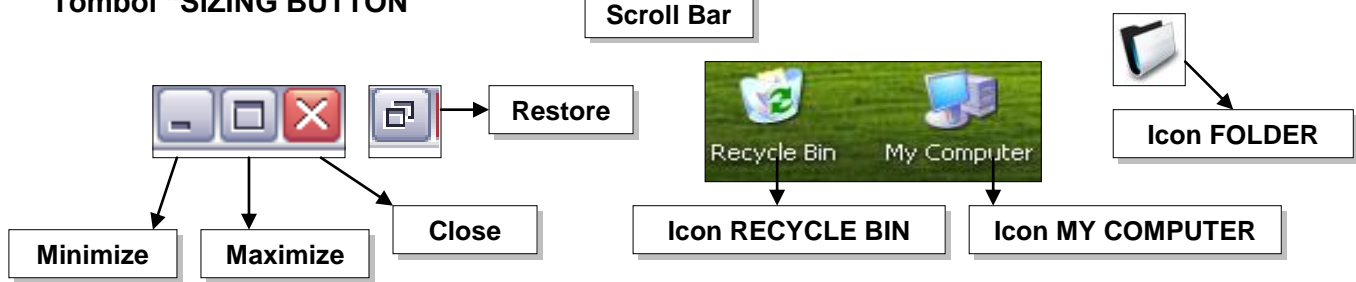 Tombol "SIZING BUTTON"
Scroll Bar
Restore
Recycle Bin
My Computer
Icon FOLDER
Minimize
Maximize
Close
Icon RECYCLE BIN
Icon MY COMPUTER